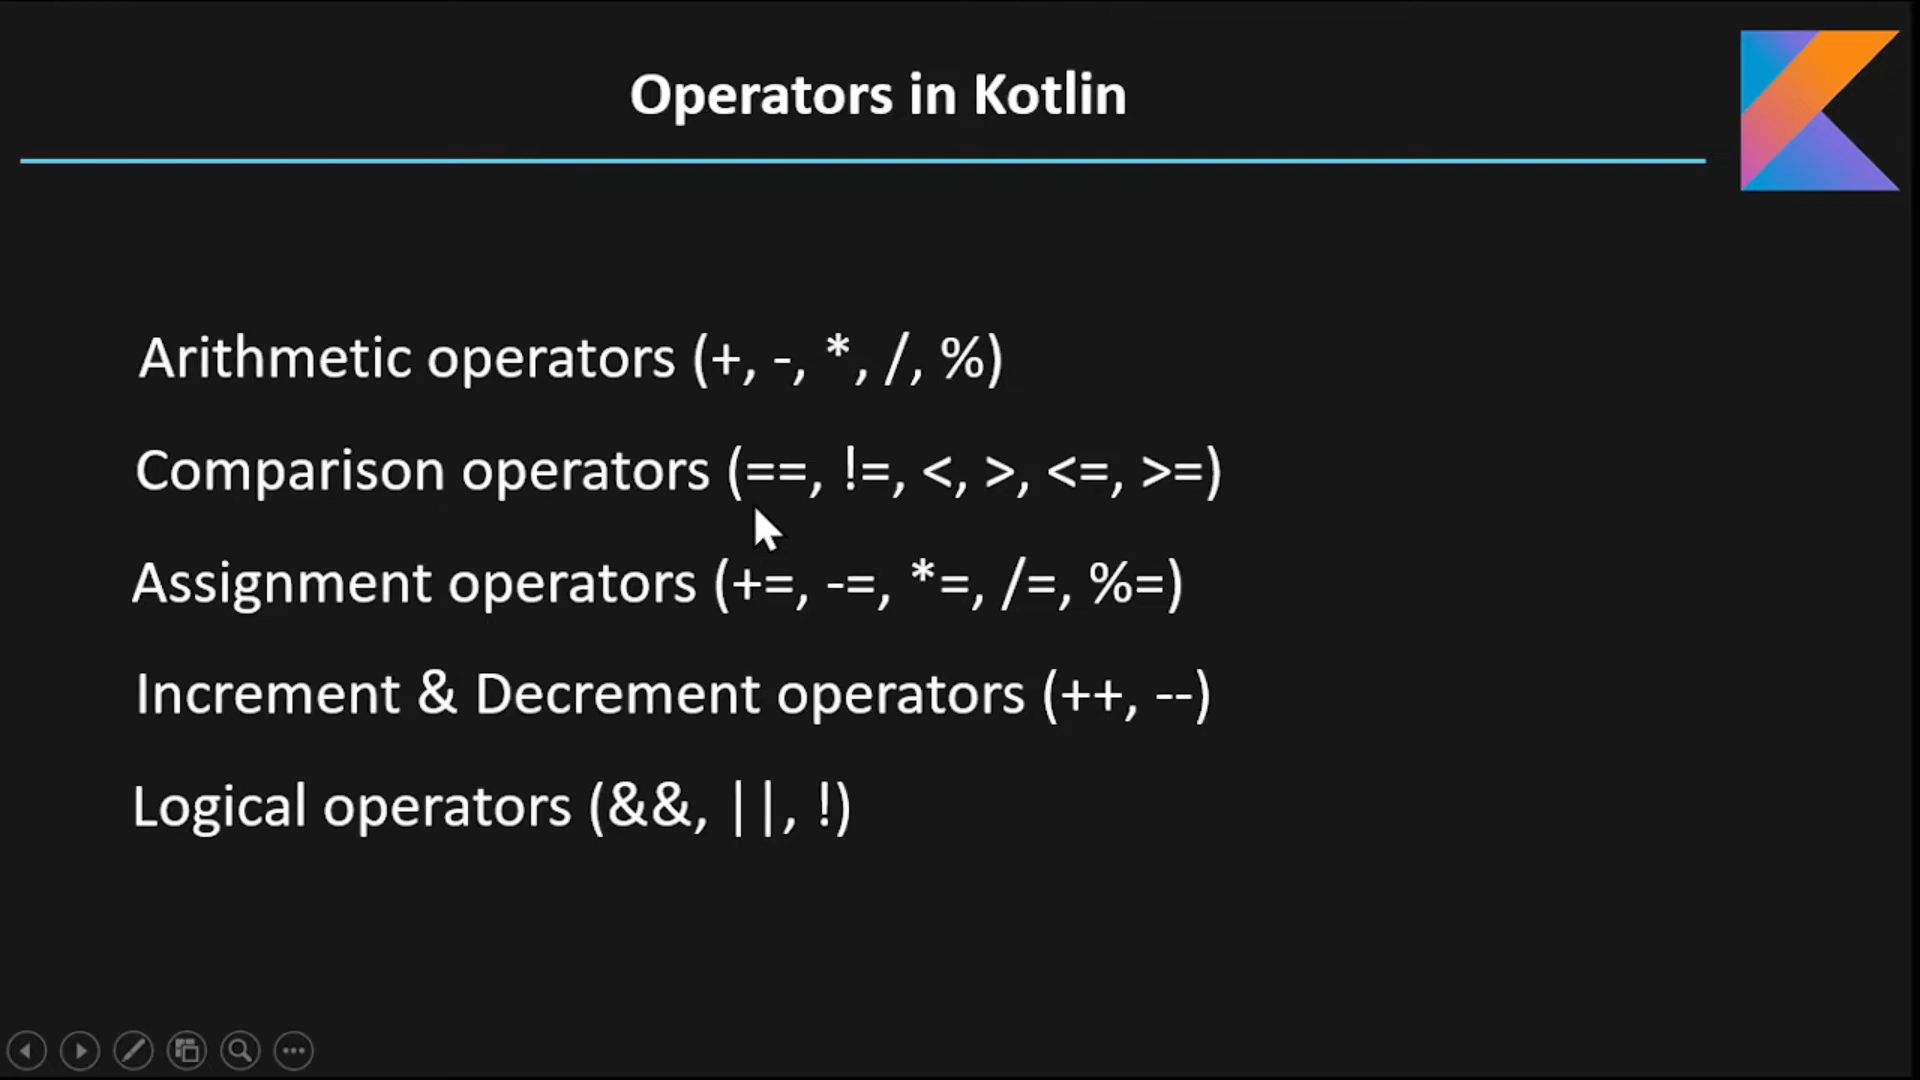 Operators in Kotlin
Arithmetic operators (+, -, *, /, %)
Comparison operators (==, !=, <, >, <=, >=)
Assignment operators (+=, -=, *=, /=, %=)
Increment & Decrement operators (++, --)
Logical operators (&&, ||, !)